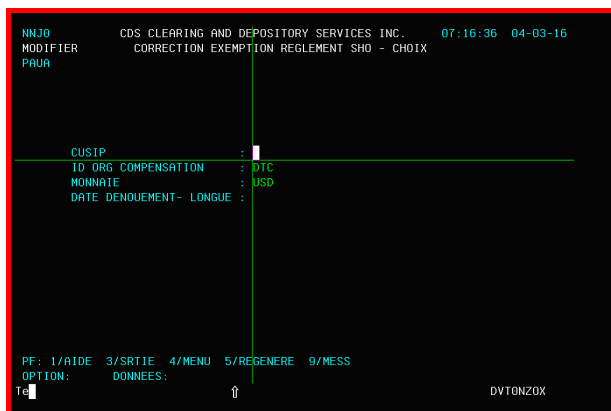 NNJ0 CDS CLEARING AND DEPOSITORY SERVICES INC. 07:16:36 04-03-16
MODIFIER CORRECTION EXEMPTION REGLEMENT SHO - CHOIX
PAUA
CUSIP :
ID ORG COMPENSATION : DTC
MONNAIE : USD
DATE DENOUEMENT- LONGUE :
PF: 1/AIDE 3/SRTIE 4/MENU 5/REGENERE 9/MESS
OPTION: DONNEES:
Te ⇧ DVT0NZOX